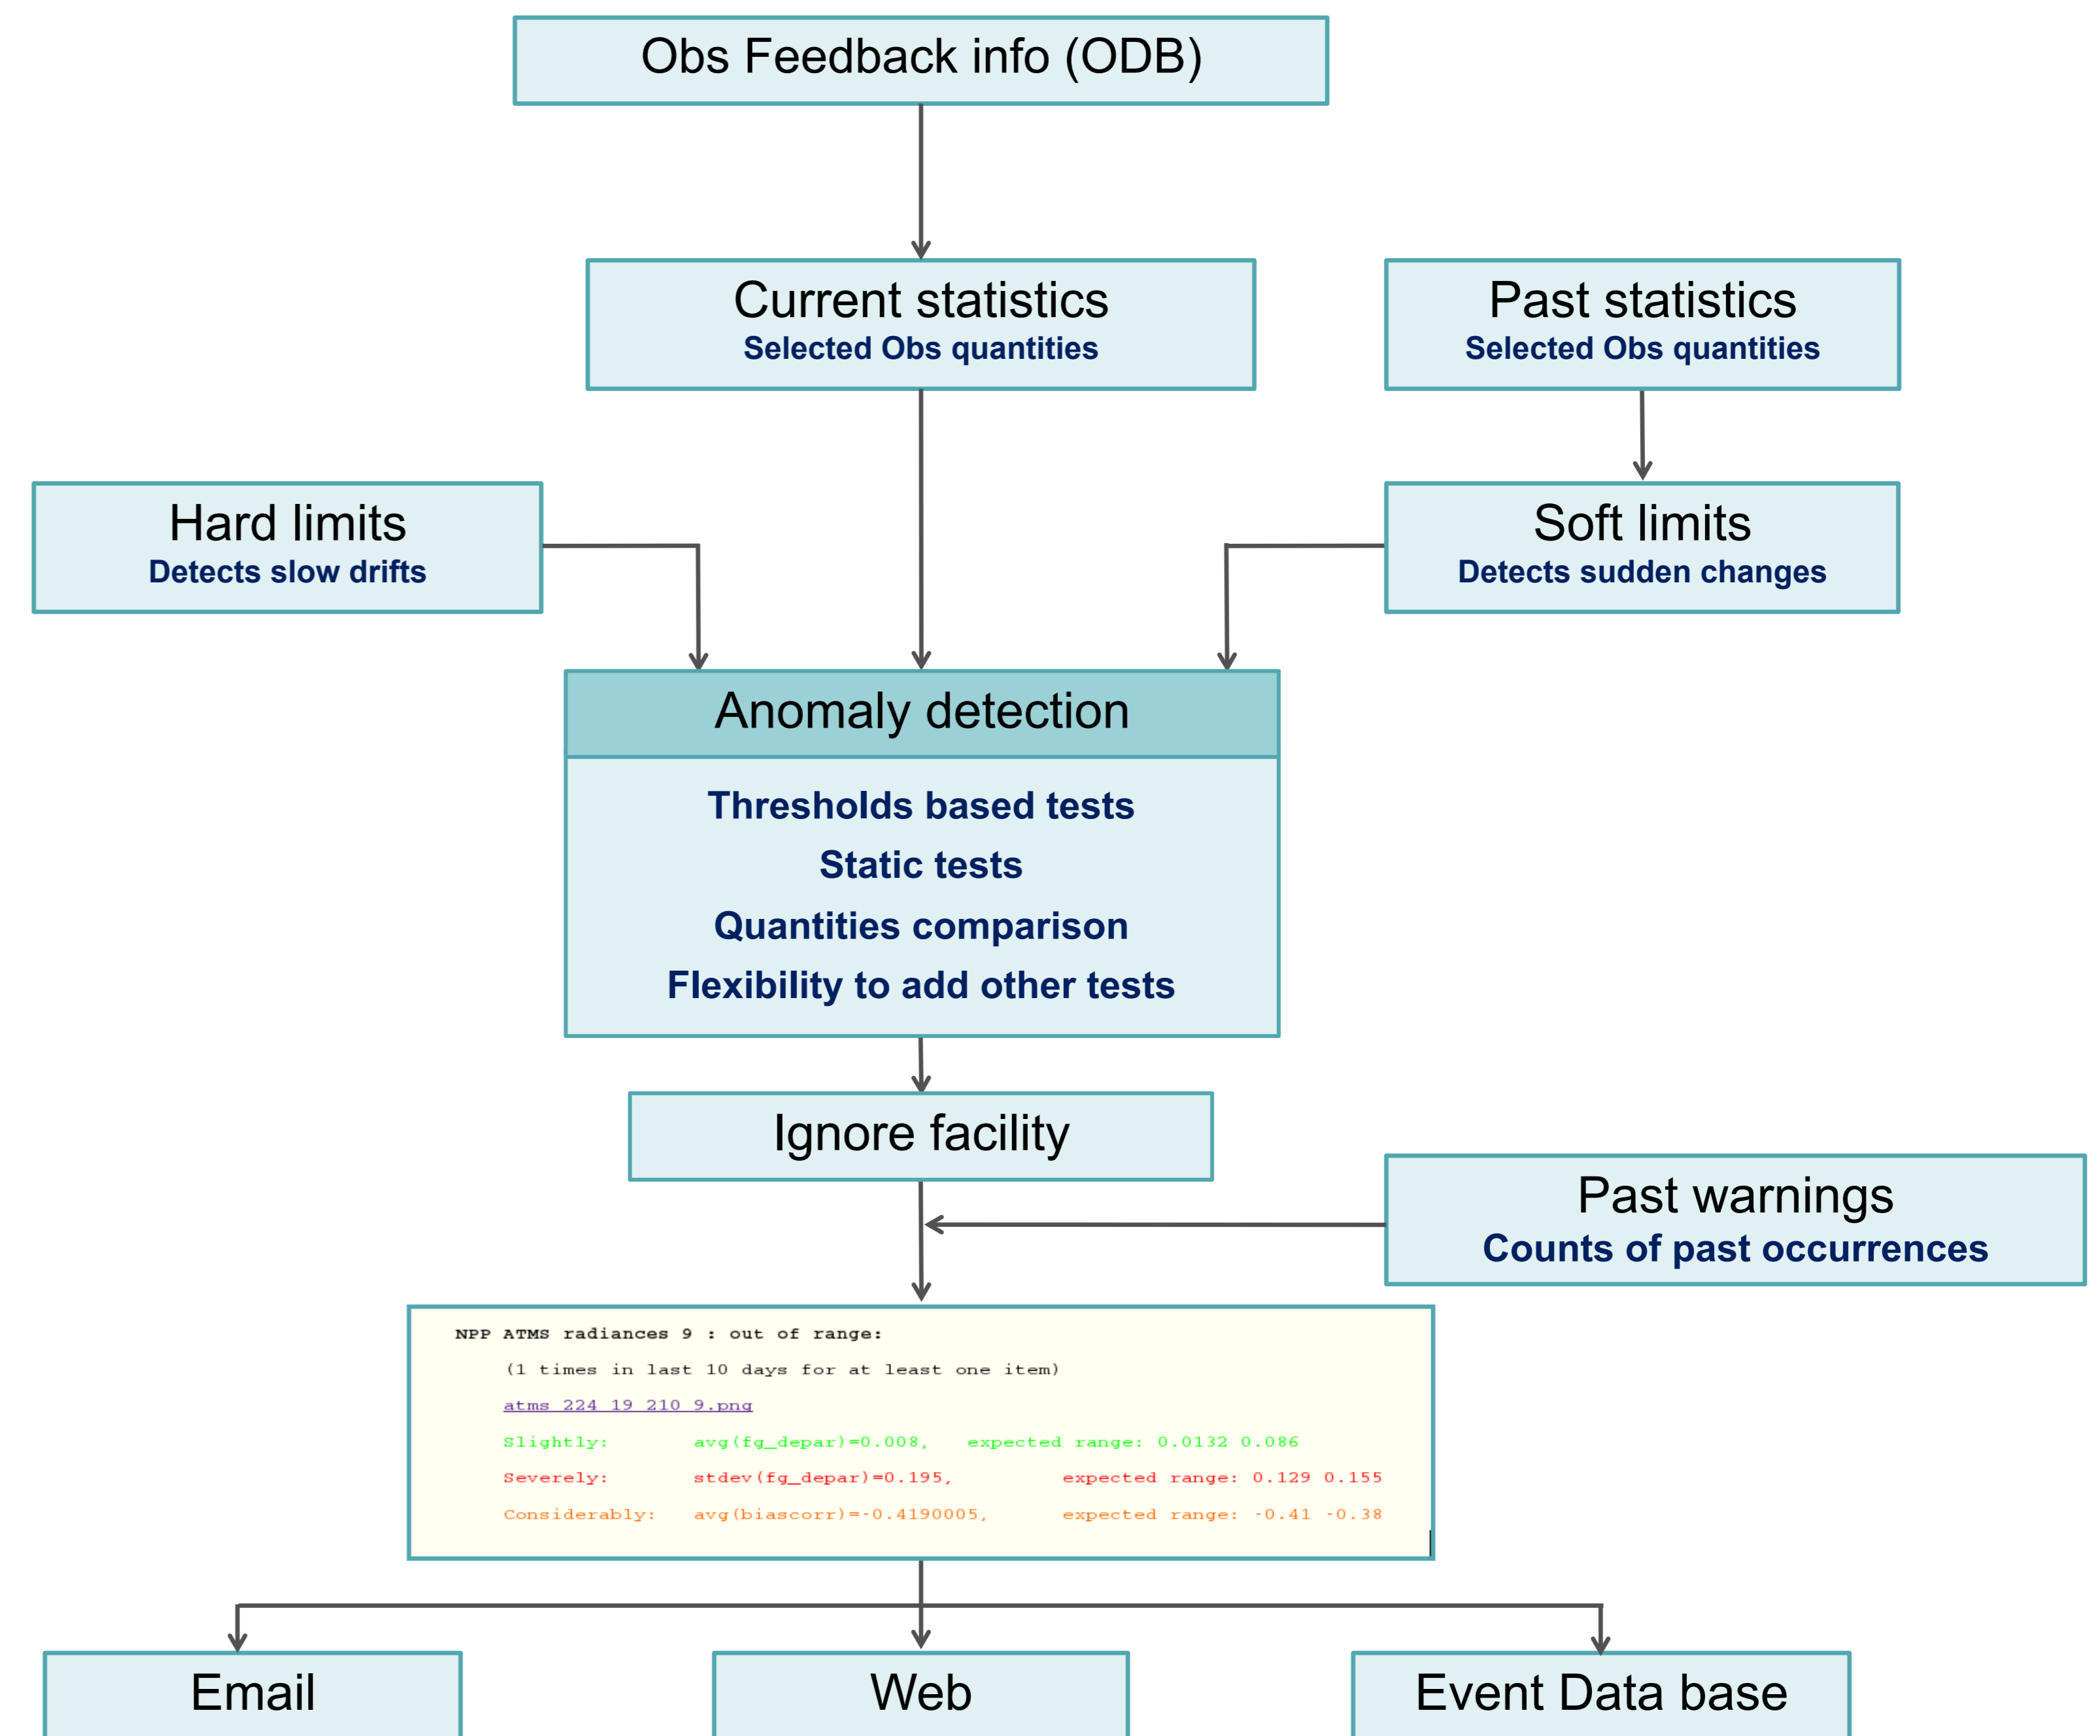 Obs Feedback info (ODB)
Current statistics
Selected Obs quantities
Past statistics
Selected Obs quantities
Hard limits
Detects slow drifts
Soft limits
Detects sudden changes
Anomaly detection
Thresholds based tests
Static tests
Quantities comparison
Flexibility to add other tests
Ignore facility
Past warnings
Counts of past occurrences
NPP ATMS radiances 9 : out of range:
(1 times in last 10 days for at least one item)
atms_224_19_210_9.png
Slightly: avg(fg_depar)=0.008, expected range: 0.0132 0.086
Severely: stdev(fg_depar)=0.195, expected range: 0.129 0.155
Considerably: avg(biascorr)=-0.4190005, expected range: -0.41 -0.38
Email
Web
Event Data base